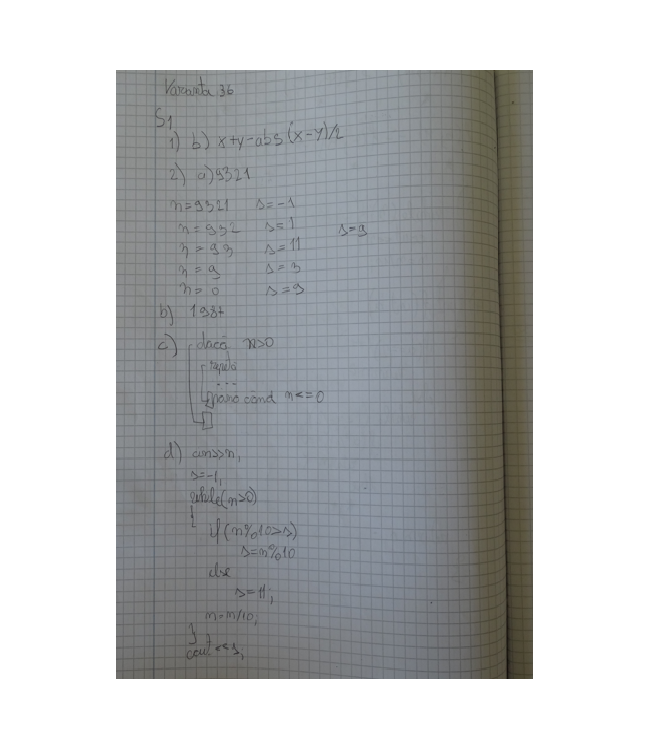 Varianta 36
S1
1) b) x+y-abs(x-y)/2
2) a) 9321
n=9321 s=-1
n=932 s=1 s=9
n=93 s=11
n=9 s=3
n=0 s=9
b) 1987
c) dacă n>0
repetă
...
până când n<=0
d) cin>>n;
s=-1;
while(n>0)
{
if(n%10>s)
s=n%10
else
s=11;
n=n/10;
}
cout<<s;